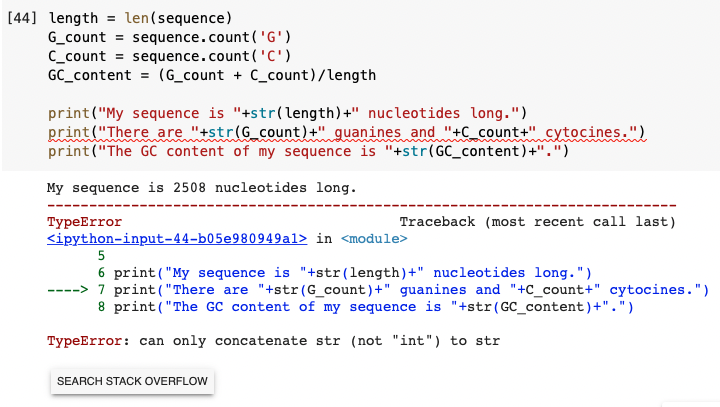 [44] length = len(sequence)
G_count = sequence.count('G')
C_count = sequence.count('C')
GC_content = (G_count + C_count)/length
print("My sequence is "+str(length)+" nucleotides long.")
print("There are "+str(G_count)+" guanines and "+C_count+" cytocines.")
print("The GC content of my sequence is "+str(GC_content)+".")
My sequence is 2508 nucleotides long.
---------------------------------------------------------------------------
TypeError Traceback (most recent call last)
<ipython-input-44-b05e980949a1> in <module>
5
6 print("My sequence is "+str(length)+" nucleotides long.")
----> 7 print("There are "+str(G_count)+" guanines and "+C_count+" cytocines.")
8 print("The GC content of my sequence is "+str(GC_content)+".")
TypeError: can only concatenate str (not "int") to str
SEARCH STACK OVERFLOW